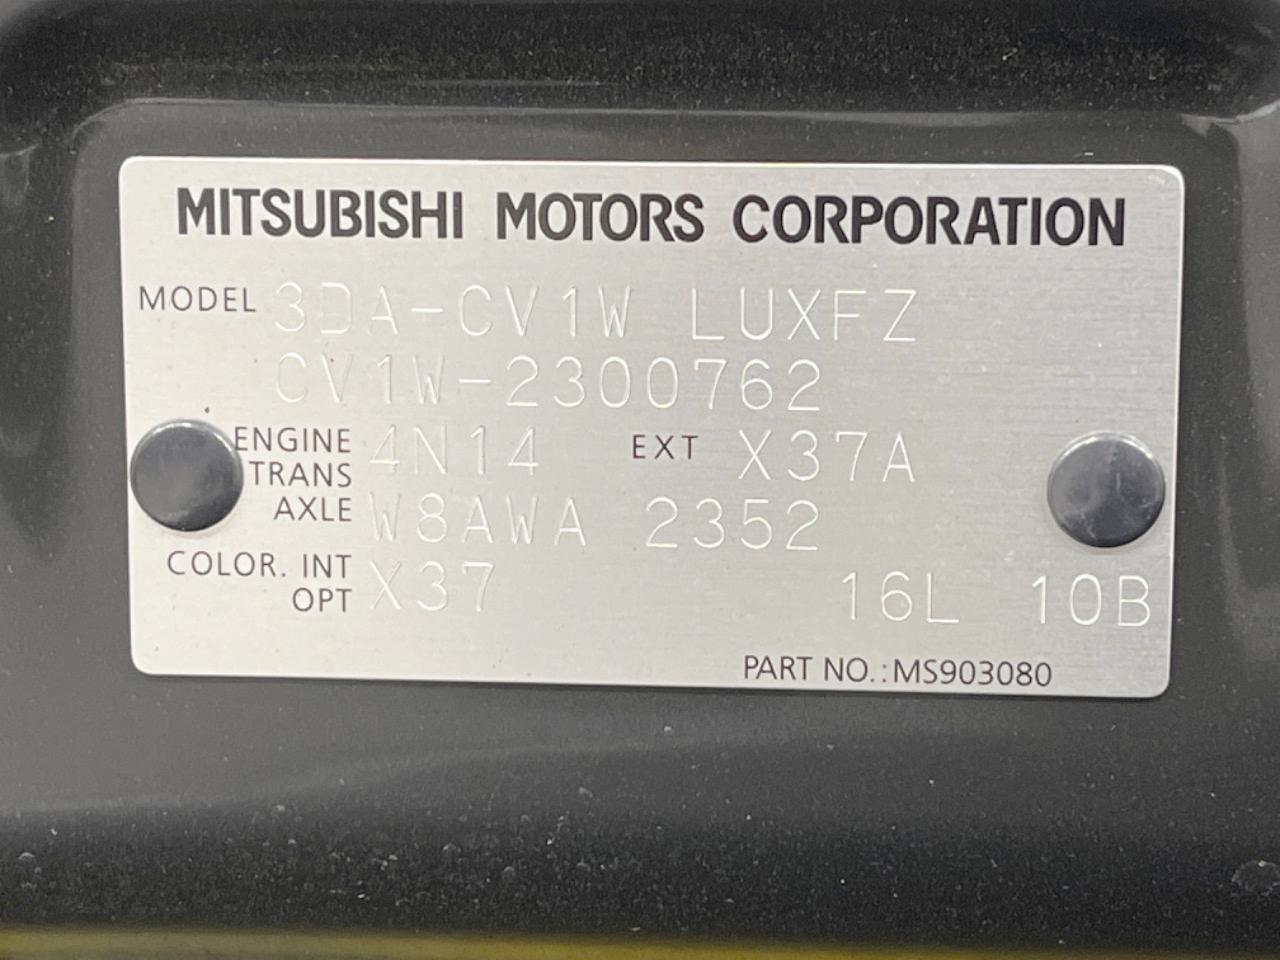 MITSUBISHI MOTORS CORPORATION
MODEL 3DA-CV1W LUXFZ
CV1W-2300762
ENGINE 4N14 EXT X37A
TRANS
AXLE W8AWA 2352
COLOR. INT X37 16L 10B
OPT
PART NO.:MS903080